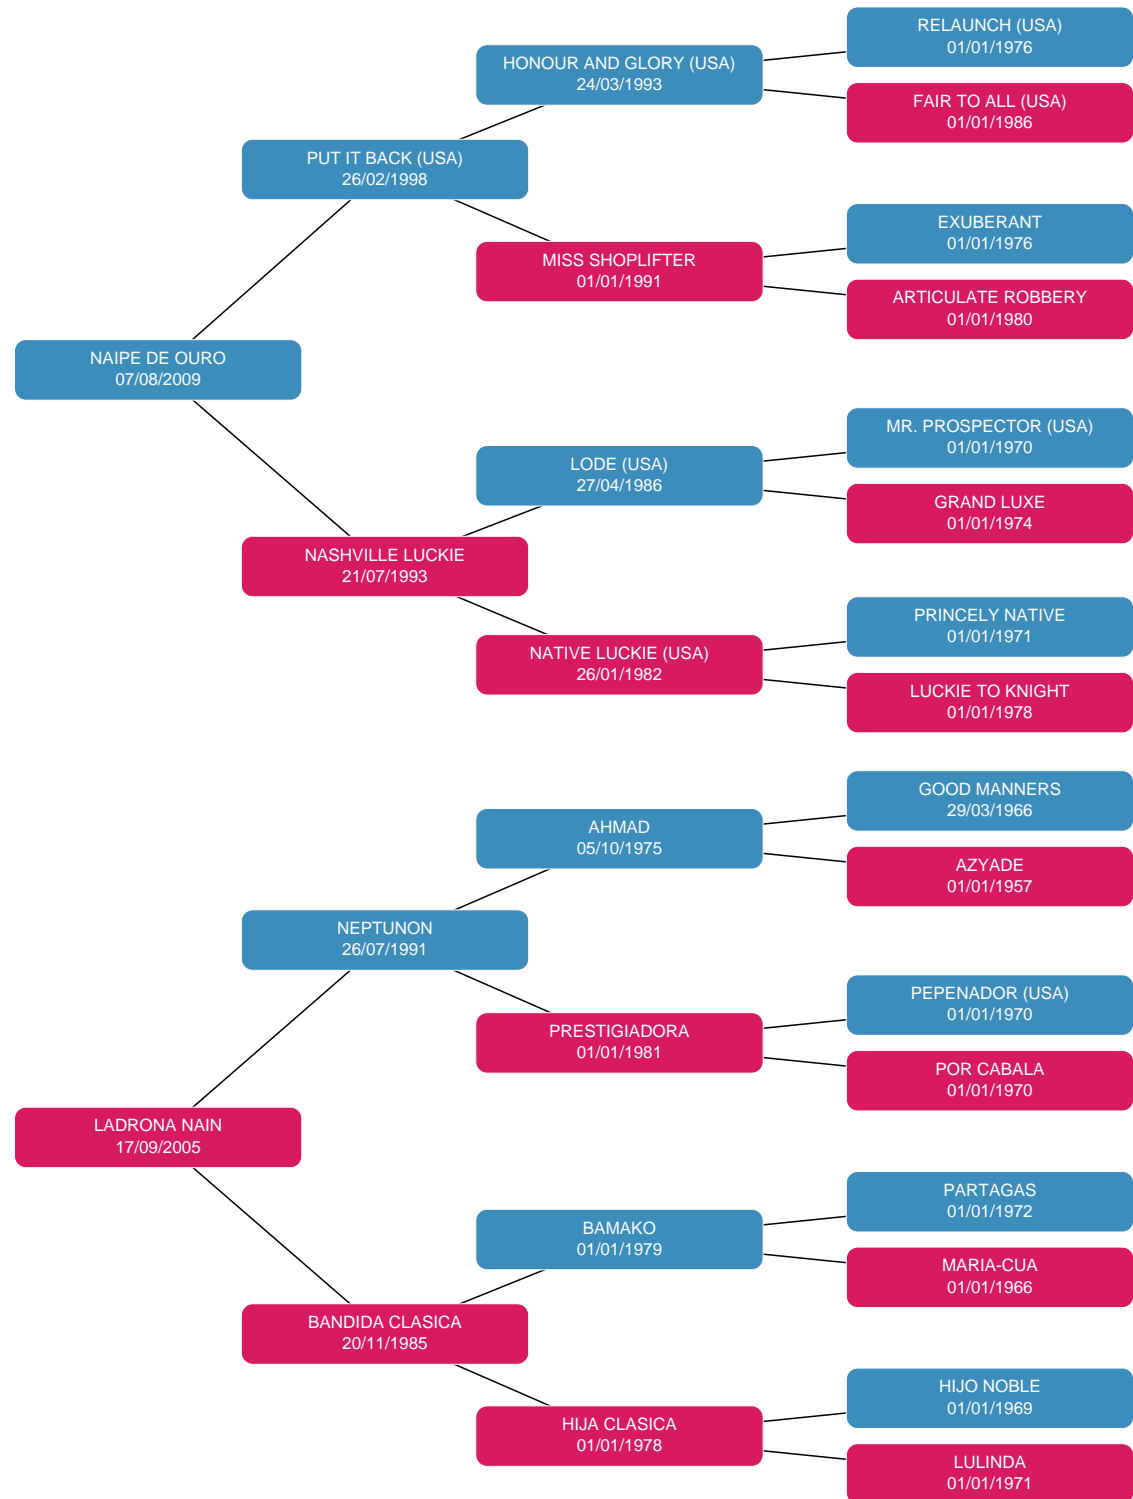 RELAUNCH (USA)
01/01/1976
HONOUR AND GLORY (USA)
24/03/1993
FAIR TO ALL (USA)
01/01/1986
PUT IT BACK (USA)
26/02/1998
EXUBERANT
01/01/1976
MISS SHOPLIFTER
01/01/1991
ARTICULATE ROBBERY
01/01/1980
NAIPE DE OURO
07/08/2009
MR. PROSPECTOR (USA)
01/01/1970
LODE (USA)
27/04/1986
GRAND LUXE
01/01/1974
NASHVILLE LUCKIE
21/07/1993
PRINCELY NATIVE
01/01/1971
NATIVE LUCKIE (USA)
26/01/1982
LUCKIE TO KNIGHT
01/01/1978
GOOD MANNERS
29/03/1966
AHMAD
05/10/1975
AZYADE
01/01/1957
NEPTUNON
26/07/1991
PEPENADOR (USA)
01/01/1970
PRESTIGIADORA
01/01/1981
POR CABALA
01/01/1970
LADRONA NAIN
17/09/2005
PARTAGAS
01/01/1972
BAMAKO
01/01/1979
MARIA-CUA
01/01/1966
BANDIDA CLASICA
20/11/1985
HIJO NOBLE
01/01/1969
HIJA CLASICA
01/01/1978
LULINDA
01/01/1971